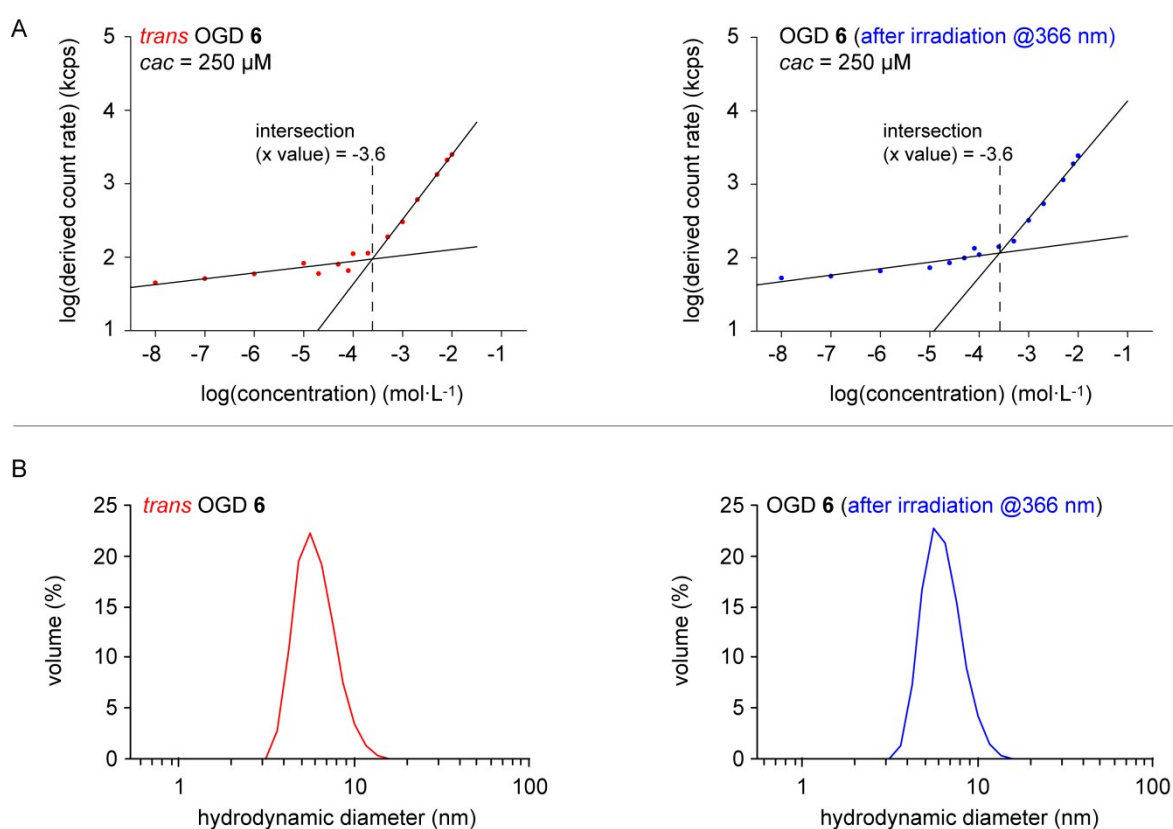 A
trans OGD 6
cac = 250 µM
intersection
(x value) = -3.6
log(derived count rate) (kcps)
5
4
3
2
1
-8 -7 -6 -5 -4 -3 -2 -1
log(concentration) (mol·L-1)
OGD 6 (after irradiation @366 nm)
cac = 250 µM
intersection
(x value) = -3.6
log(derived count rate) (kcps)
5
4
3
2
1
-8 -7 -6 -5 -4 -3 -2 -1
log(concentration) (mol·L-1)
B
trans OGD 6
volume (%)
25
20
15
10
5
0
1 10 100
hydrodynamic diameter (nm)
OGD 6 (after irradiation @366 nm)
volume (%)
25
20
15
10
5
0
1 10 100
hydrodynamic diameter (nm)